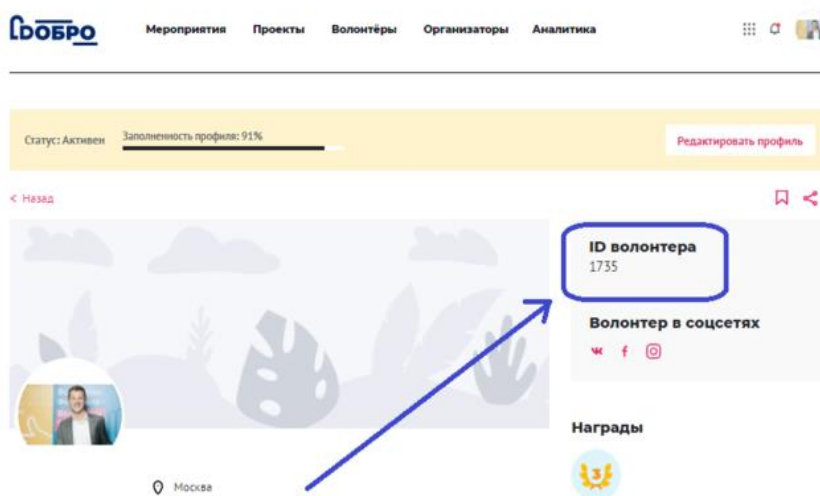 ДОБРО
Мероприятия Проекты Волонтёры Организаторы Аналитика
Статус: Активен Заполненность профиля: 91% Редактировать профиль
< Назад
ID волонтера
1735
Волонтер в соцсетях
Награды
3
Москва